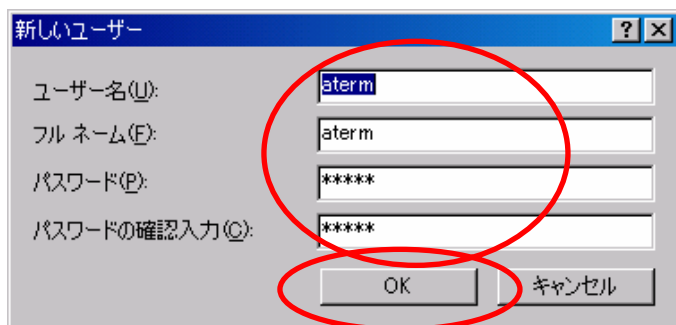 新しいユーザー
ユーザー名(U): aterm
フル ネーム(F): aterm
パスワード(P): *****
パスワードの確認入力(C): *****
OK キャンセル